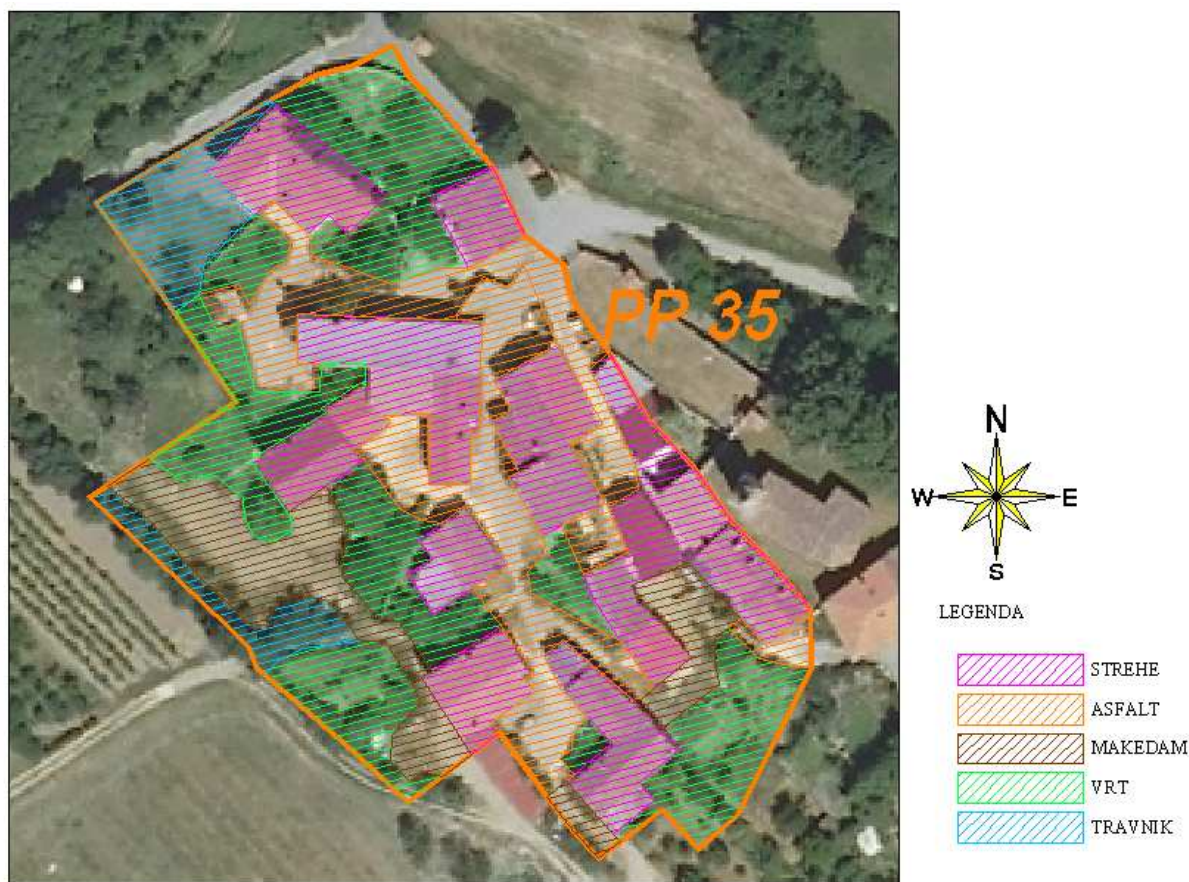 PP 35
N
W E
S
LEGENDA
STREHE
ASFALT
MAKEDAM
VRT
TRAVNIK